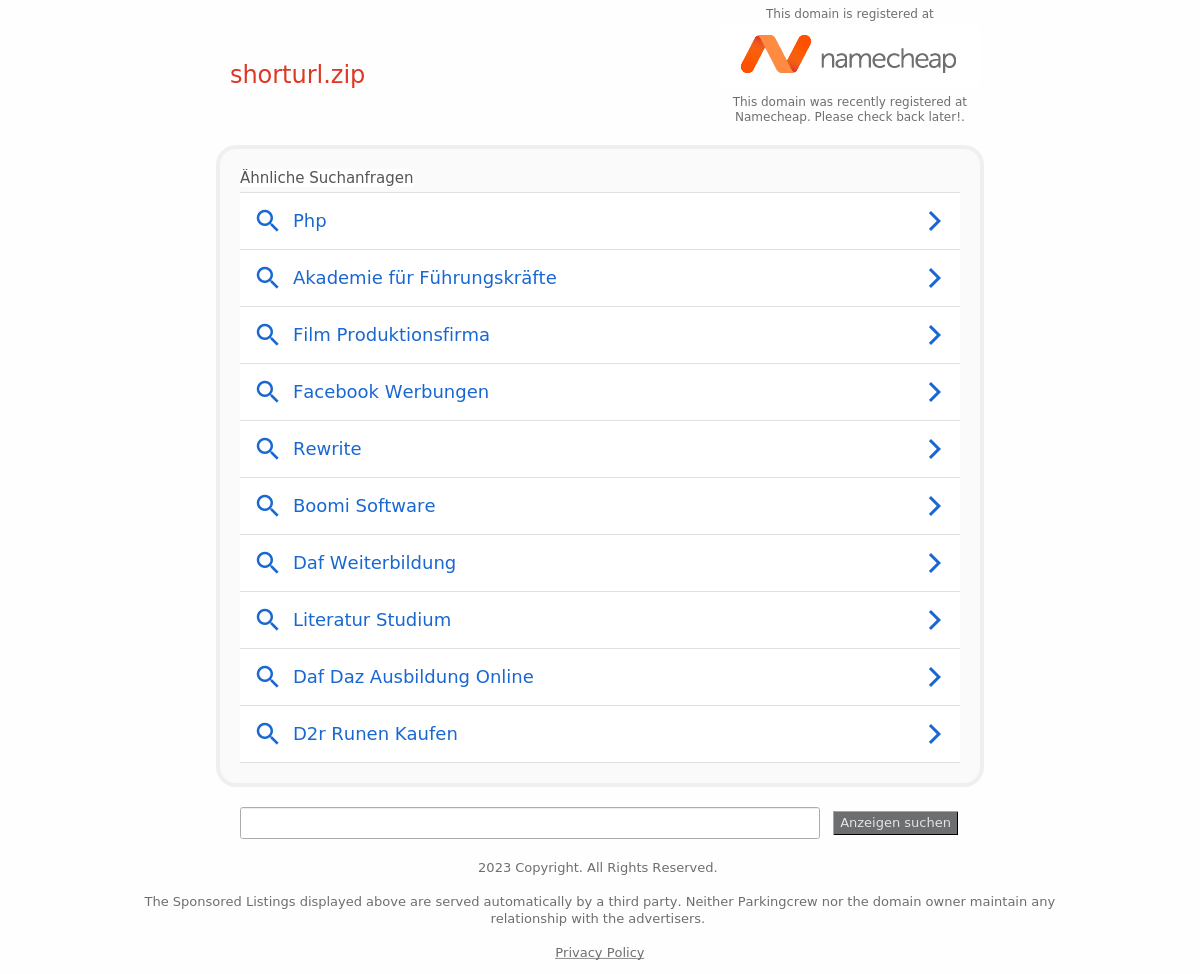 This domain is registered at
namecheap
shorturl.zip
This domain was recently registered at
Namecheap. Please check back later!.
Ähnliche Suchanfragen
Php
Akademie für Führungskräfte
Film Produktionsfirma
Facebook Werbungen
Rewrite
Boomi Software
Daf Weiterbildung
Literatur Studium
Daf Daz Ausbildung Online
D2r Runen Kaufen
Anzeigen suchen
2023 Copyright. All Rights Reserved.
The Sponsored Listings displayed above are served automatically by a third party. Neither Parkingcrew nor the domain owner maintain any
relationship with the advertisers.
Privacy Policy